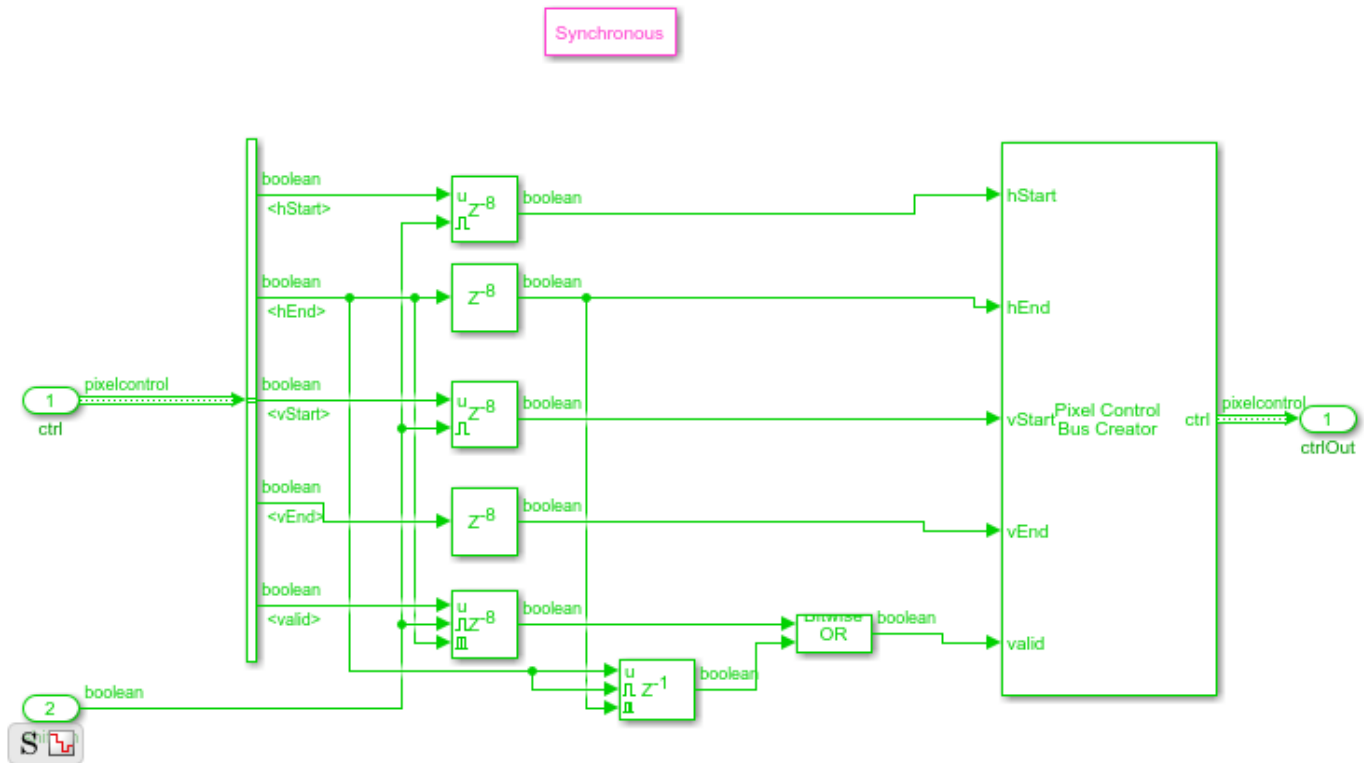 Synchronous
boolean
<hStart>
u
Z-8
boolean
hStart
boolean
<hEnd>
Z-8
boolean
hEnd
1
ctrl
pixelcontrol
boolean
<vStart>
u
Z-8
boolean
vStart
Pixel Control
Bus Creator
ctrl
pixelcontrol
1
ctrlOut
boolean
<vEnd>
Z-8
boolean
vEnd
boolean
<valid>
u
Z-8
boolean
Bitwise
OR
boolean
valid
u
Z-1
boolean
2
boolean
S